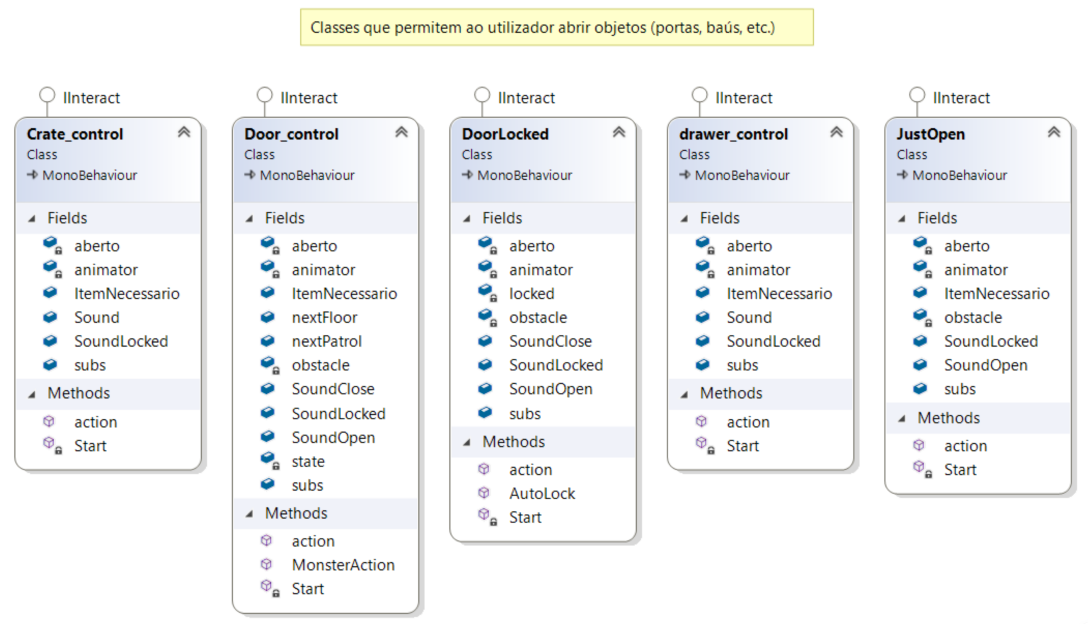 Classes que permitem ao utilizador abrir objetos (portas, baús, etc.)
IInteract
Crate_control
Class
MonoBehaviour
Fields
aberto
animator
ItemNecessario
Sound
SoundLocked
subs
Methods
action
Start
IInteract
Door_control
Class
MonoBehaviour
Fields
aberto
animator
ItemNecessario
nextFloor
nextPatrol
obstacle
SoundClose
SoundLocked
SoundOpen
state
subs
Methods
action
MonsterAction
Start
IInteract
DoorLocked
Class
MonoBehaviour
Fields
aberto
animator
locked
obstacle
SoundClose
SoundLocked
SoundOpen
subs
Methods
action
AutoLock
Start
IInteract
drawer_control
Class
MonoBehaviour
Fields
aberto
animator
ItemNecessario
Sound
SoundLocked
subs
Methods
action
Start
IInteract
JustOpen
Class
MonoBehaviour
Fields
aberto
animator
ItemNecessario
obstacle
SoundLocked
SoundOpen
subs
Methods
action
Start